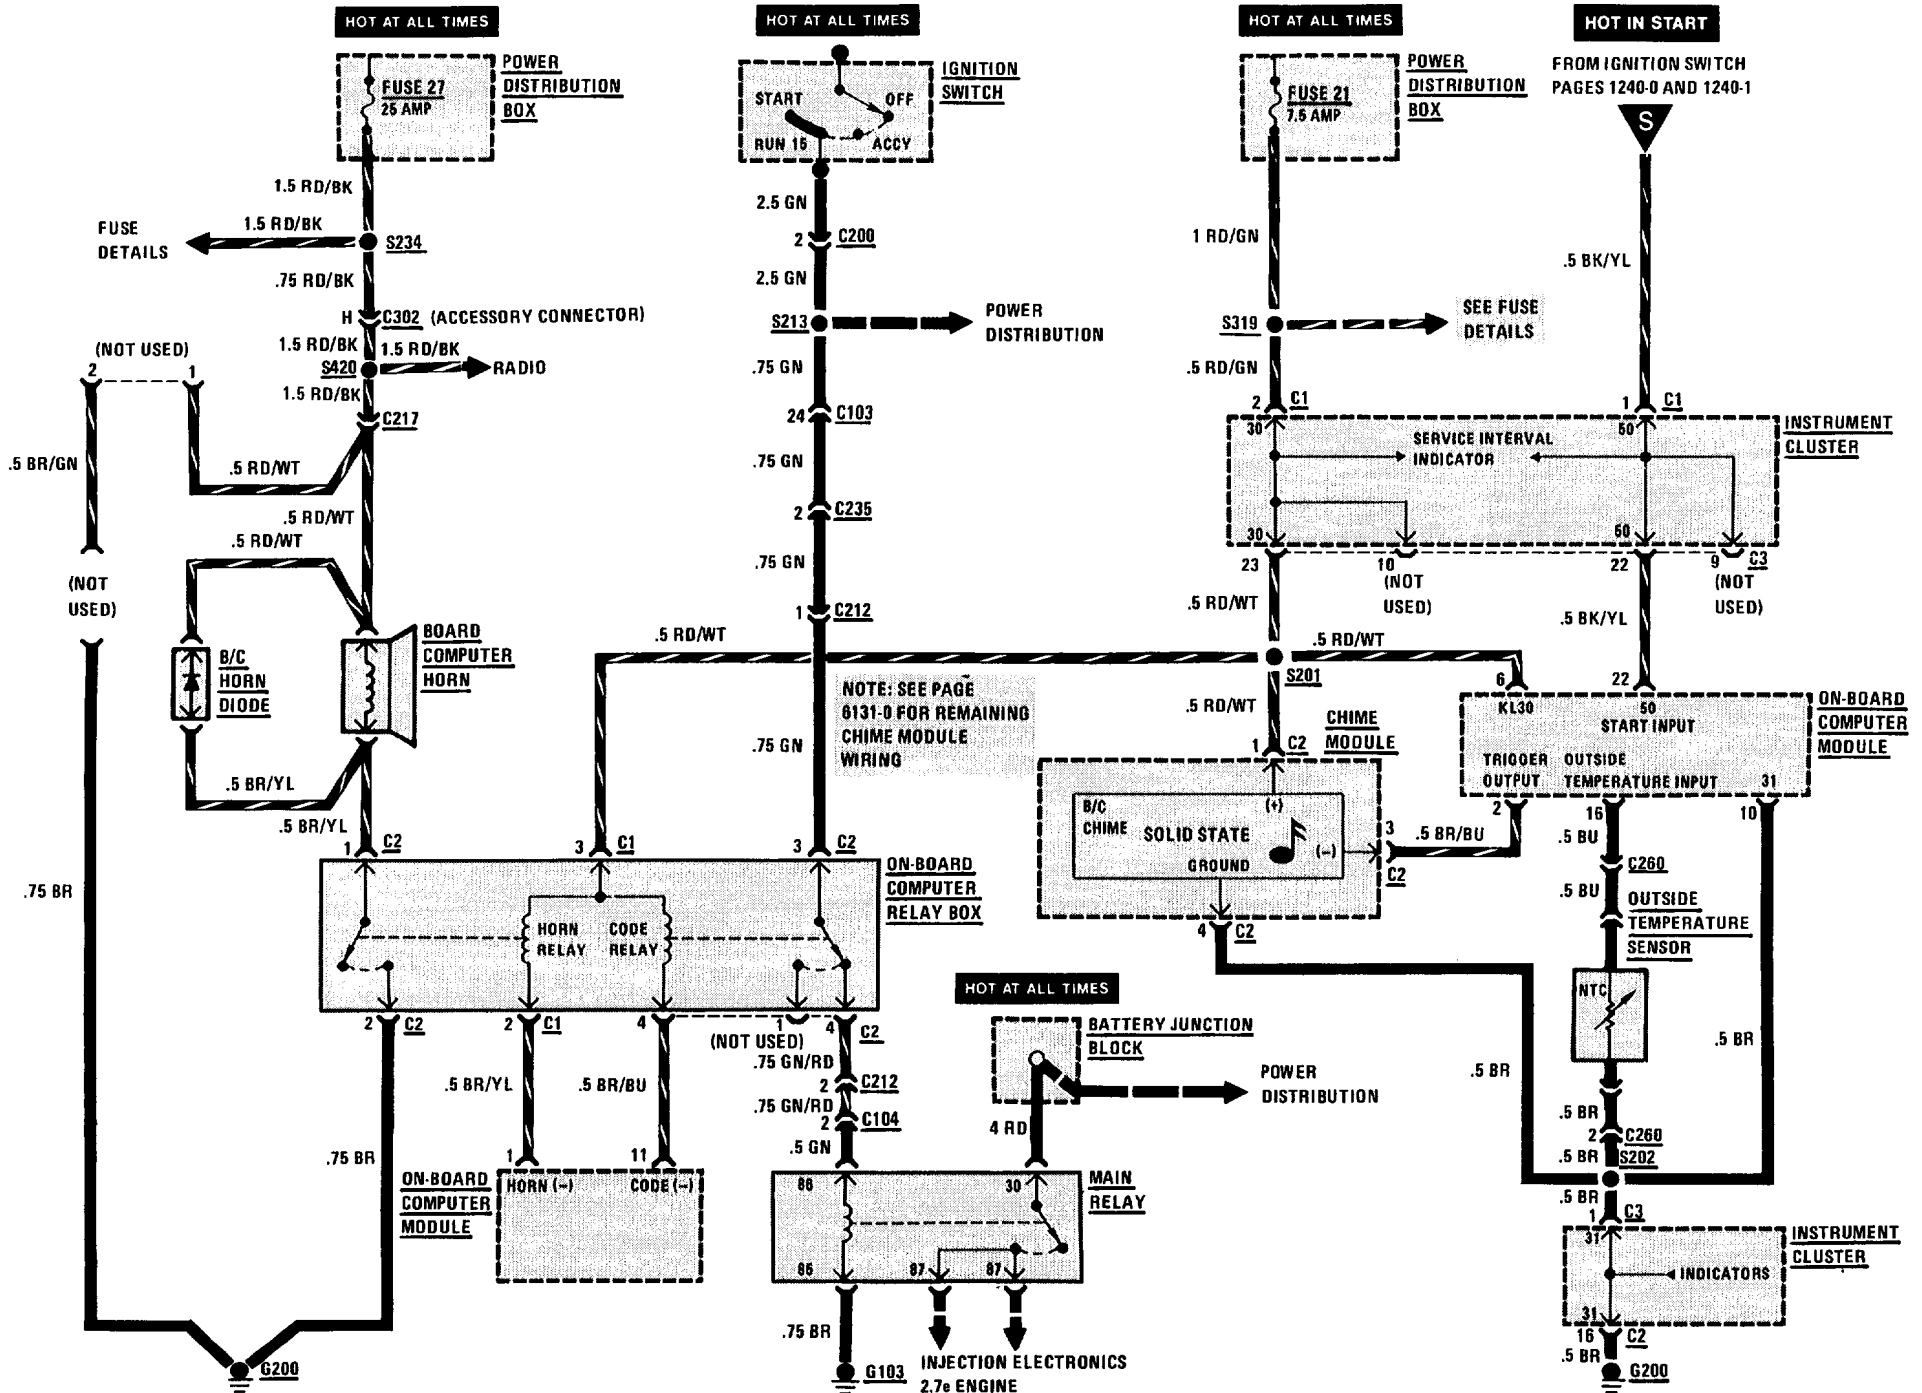 HOT AT ALL TIMES
HOT AT ALL TIMES
HOT AT ALL TIMES
HOT IN START
POWER
DISTRIBUTION
BOX
FUSE 27
25 AMP
IGNITION
SWITCH
START
OFF
RUN 15
ACCY
POWER
DISTRIBUTION
BOX
FUSE 21
7.5 AMP
FROM IGNITION SWITCH
PAGES 1240-0 AND 1240-1
S
1.5 RD/BK
FUSE
DETAILS
1.5 RD/BK
S234
.75 RD/BK
H C302 (ACCESSORY CONNECTOR)
1.5 RD/BK
1.5 RD/BK
S420
RADIO
1.5 RD/BK
C217
(NOT USED)
2
1
.5 BR/GN
.5 RD/WT
.5 RD/WT
.5 RD/WT
(NOT
USED)
B/C
HORN
DIODE
BOARD
COMPUTER
HORN
.5 BR/YL
.5 BR/YL
1 C2
.75 BR
2.5 GN
2 C200
2.5 GN
S213
POWER
DISTRIBUTION
.75 GN
24 C103
.75 GN
2 C235
.75 GN
1 C212
.5 RD/WT
NOTE: SEE PAGE
6131-0 FOR REMAINING
CHIME MODULE
WIRING
.75 GN
3 C1
3 C2
1 RD/GN
.5 BK/YL
S319
SEE FUSE
DETAILS
.5 RD/GN
2 C1
1 C1
30
50
SERVICE INTERVAL
INDICATOR
INSTRUMENT
CLUSTER
30
50
23
10
(NOT
USED)
22
9 C3
(NOT
USED)
.5 RD/WT
.5 BK/YL
.5 RD/WT
S201
6
22
.5 RD/WT
CHIME
MODULE
1 C2
KL30
50
START INPUT
TRIGGER
OUTPUT
OUTSIDE
TEMPERATURE INPUT
31
ON-BOARD
COMPUTER
MODULE
2
16
10
B/C
CHIME
(+)
SOLID STATE
(-)
GROUND
3
C2
.5 BR/BU
4 C2
.5 BU
C260
.5 BU
OUTSIDE
TEMPERATURE
SENSOR
NTC
.5 BR
.5 BR
.5 BR
2 C260
.5 BR
S202
.5 BR
1 C3
31
INDICATORS
31
INSTRUMENT
CLUSTER
16 C2
.5 BR
G200
ON-BOARD
COMPUTER
RELAY BOX
HORN
RELAY
CODE
RELAY
2 C2
2 C1
4
(NOT USED)
1
4 C2
.5 BR/YL
.5 BR/BU
.75 GN/RD
2 C212
.75 GN/RD
2 C104
.5 GN
.75 BR
1
11
ON-BOARD
COMPUTER
MODULE
HORN (-)
CODE (-)
HOT AT ALL TIMES
BATTERY JUNCTION
BLOCK
POWER
DISTRIBUTION
4 RD
86
30
MAIN
RELAY
85
87
87
.75 BR
G103
INJECTION ELECTRONICS
2.7e ENGINE
G200